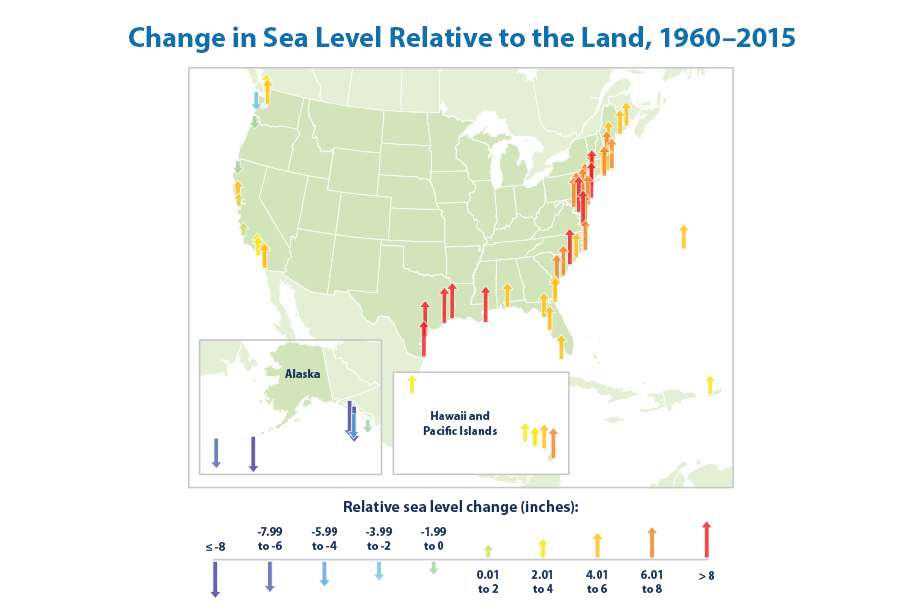 Change in Sea Level Relative to the Land, 1960–2015
Alaska
Hawaii and
Pacific Islands
Relative sea level change (inches):
≤ -8
-7.99
to -6
-5.99
to -4
-3.99
to -2
-1.99
to 0
0.01
to 2
2.01
to 4
4.01
to 6
6.01
to 8
> 8